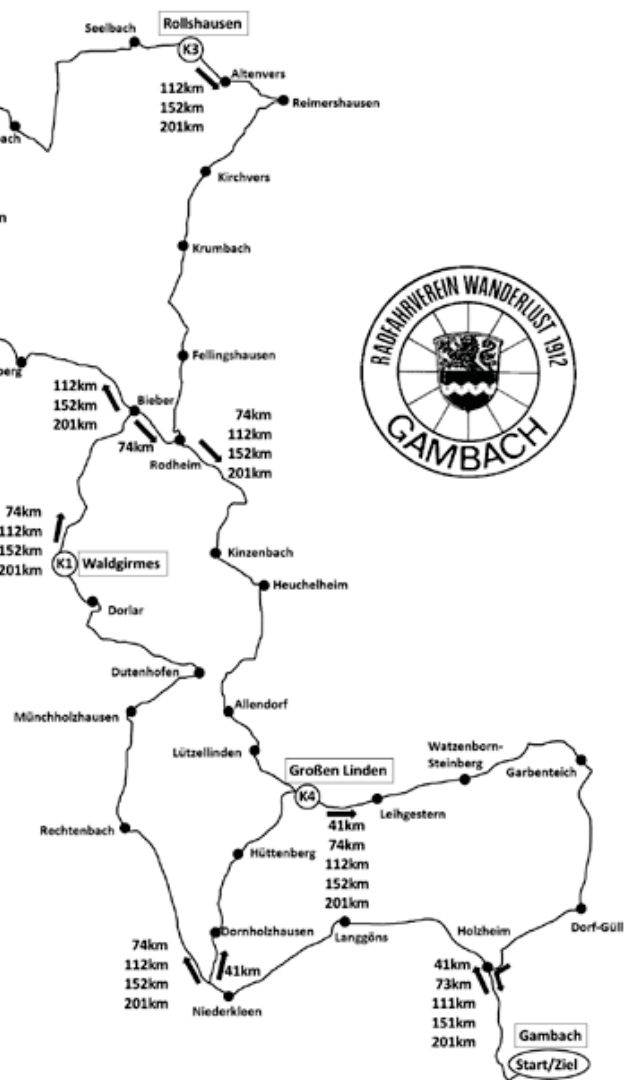 Rollshausen
Seelbach
K3
Altenvers
112km
152km
201km
Reimershausen
Kirchvers
Krumbach
RADFAHRVEREIN WANDERLUST 1912
GAMBACH
Fellingshausen
112km
152km
201km
Bieber
74km
74km
112km
152km
201km
Rodheim
74km
112km
152km
201km
Kinzenbach
K1
Waldgirmes
Heuchelheim
Dorlar
Dutenhofen
Allendorf
Münchholzhausen
Lützellinden
Watzenborn-
Steinberg
Garbenteich
Großen Linden
K4
Leihgestern
41km
74km
112km
152km
201km
Rechtenbach
Hüttenberg
Dornholzhausen
Langgöns
Holzheim
Dorf-Güll
74km
112km
152km
201km
41km
Niederkleen
41km
73km
111km
151km
201km
Gambach
Start/Ziel